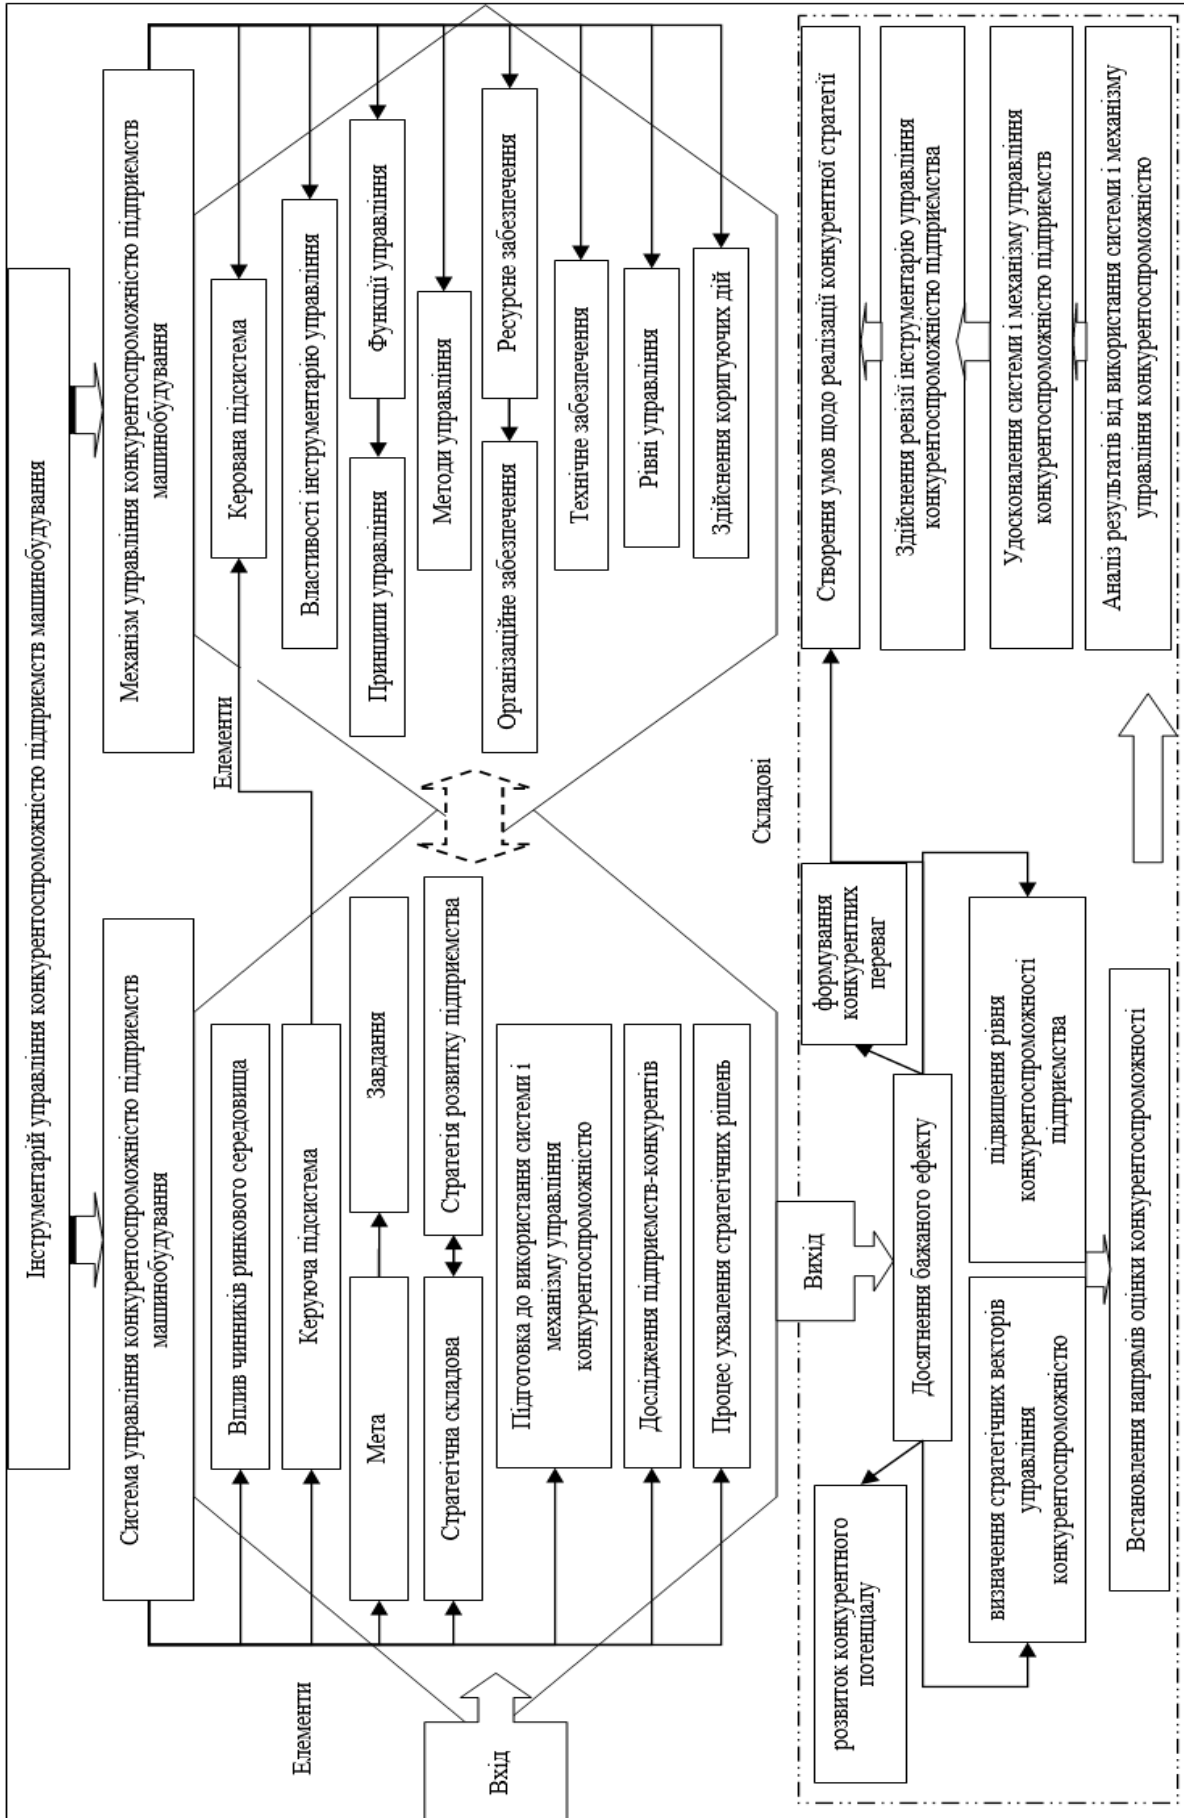 Інструментарій управління конкурентоспроможністю підприємств машинобудування
Система управління конкурентоспроможністю підприємств
машинобудування
Механізм управління конкурентоспроможністю підприємств
машинобудування
Елементи
Вплив чинників ринкового середовища
Керуюча підсистема
Мета
Завдання
Стратегічна складова
Стратегія розвитку підприємства
Підготовка до використання системи і
механізму управління
конкурентоспроможністю
Дослідження підприємств-конкурентів
Процес ухвалення стратегічних рішень
Вхід
Елементи
Керована підсистема
Властивості інструментарію управління
Принципи управління
Функції управління
Методи управління
Організаційне забезпечення
Ресурсне забезпечення
Технічне забезпечення
Рівні управління
Здійснення коригуючих дій
Вихід
Складові
розвиток конкурентного
потенціалу
Досягнення бажаного ефекту
формування
конкурентних
переваг
визначення стратегічних векторів
управління
конкурентоспроможністю
підвищення рівня
конкурентоспроможності
підприємства
Встановлення напрямів оцінки конкурентоспроможності
Створення умов щодо реалізації конкурентної стратегії
Здійснення ревізії інструментарію управління
конкурентоспроможністю підприємства
Удосконалення системи і механізму управління
конкурентоспроможністю підприємств
Аналіз результатів від використання системи і механізму
управління конкурентоспроможністю